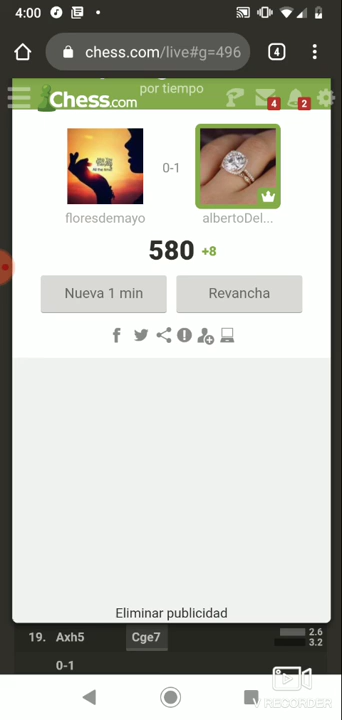 4:00
chess.com/live#g=496
4
por tiempo
Chess.com
4
2
0-1
floresdemayo
albertoDel...
580 +8
Nueva 1 min
Revancha
Eliminar publicidad
19. Axh5 Cge7
2.6
3.2
0-1
V RECORDER